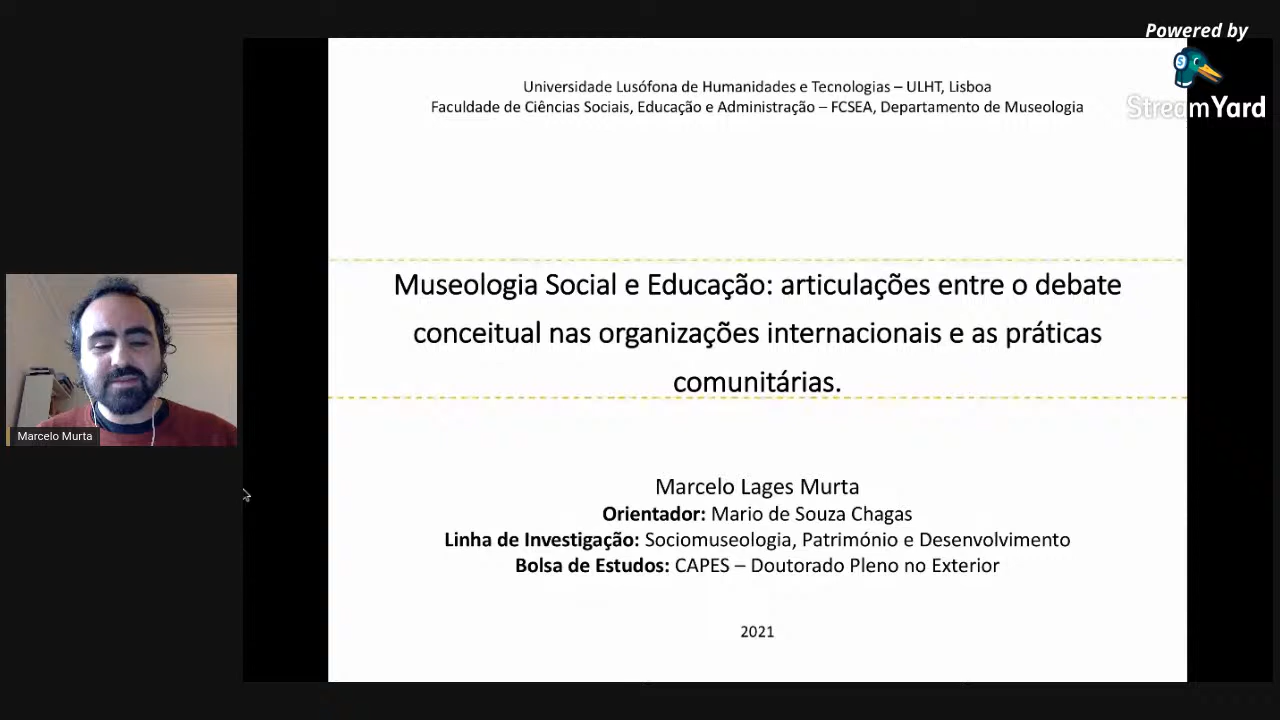 Powered by
StreamYard
Universidade Lusófona de Humanidades e Tecnologias – ULHT, Lisboa
Faculdade de Ciências Sociais, Educação e Administração – FCSEA, Departamento de Museologia
Museologia Social e Educação: articulações entre o debate
conceitual nas organizações internacionais e as práticas
comunitárias.
Marcelo Murta
Marcelo Lages Murta
Orientador: Mario de Souza Chagas
Linha de Investigação: Sociomuseologia, Património e Desenvolvimento
Bolsa de Estudos: CAPES – Doutorado Pleno no Exterior
2021